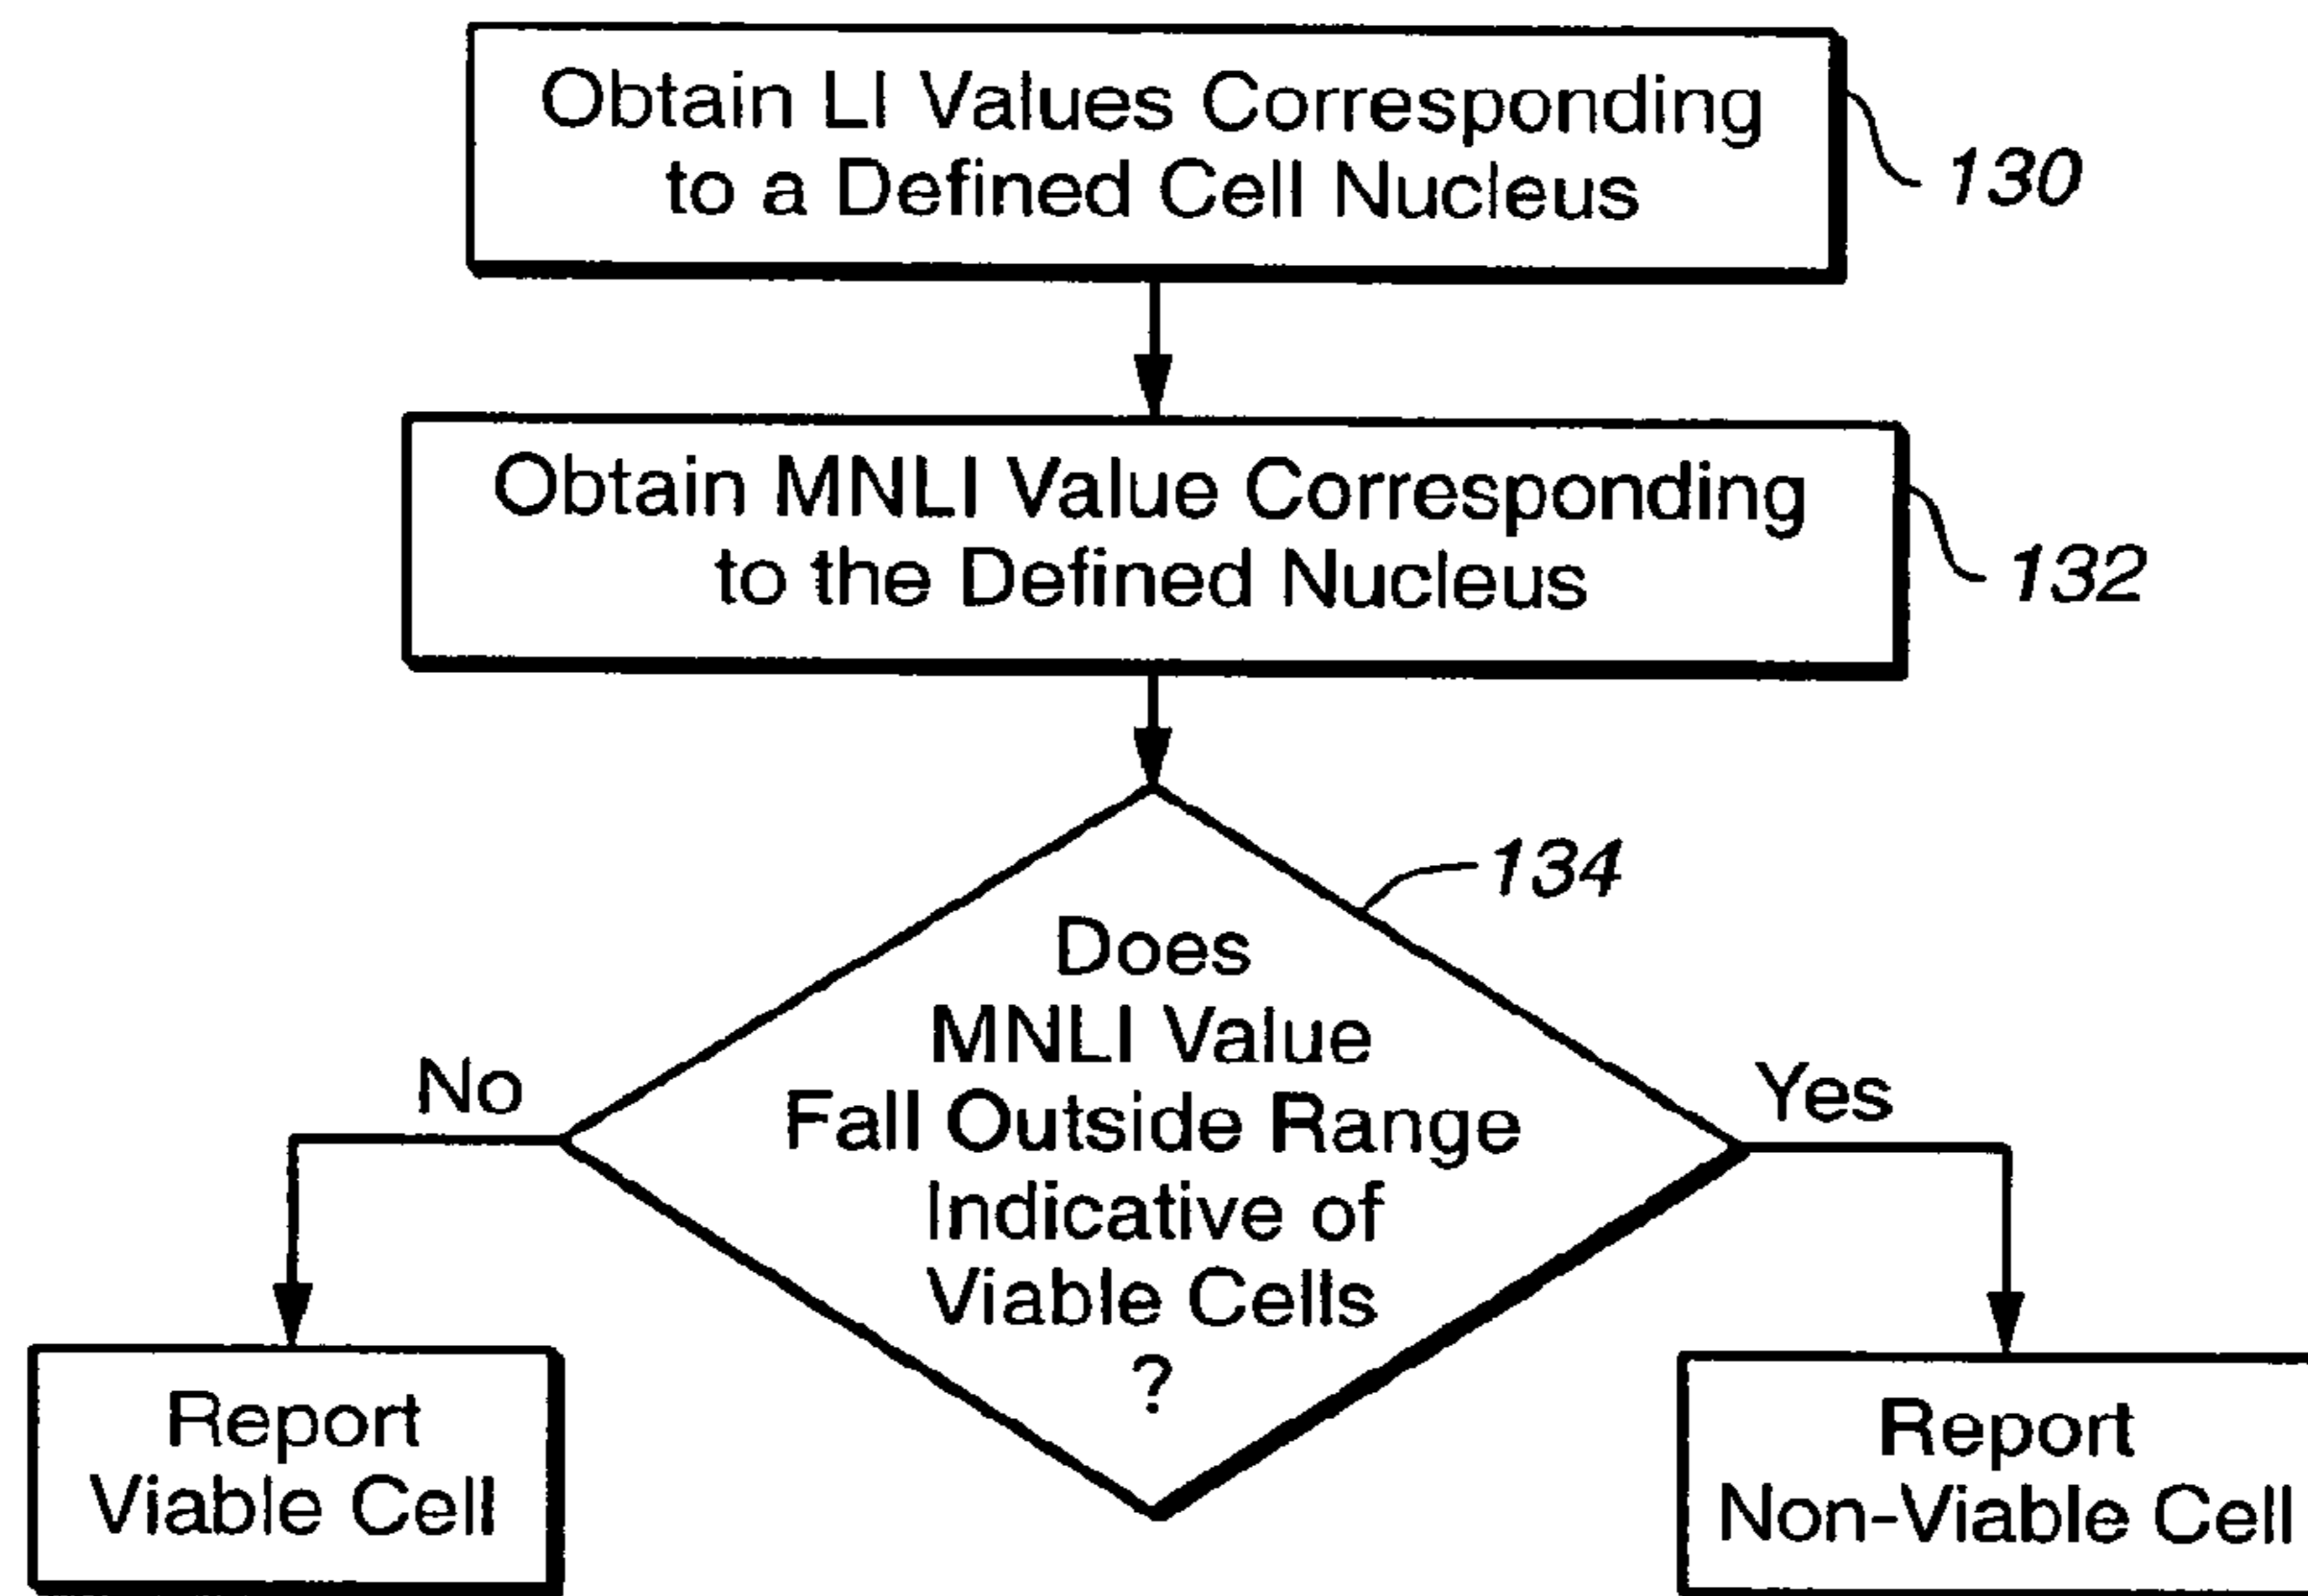 Obtain LI Values Corresponding
to a Defined Cell Nucleus
130
Obtain MNLI Value Corresponding
to the Defined Nucleus
132
134
Does
MNLI Value
Fall Outside Range
Indicative of
Viable Cells
?
No
Yes
Report
Viable Cell
Report
Non-Viable Cell